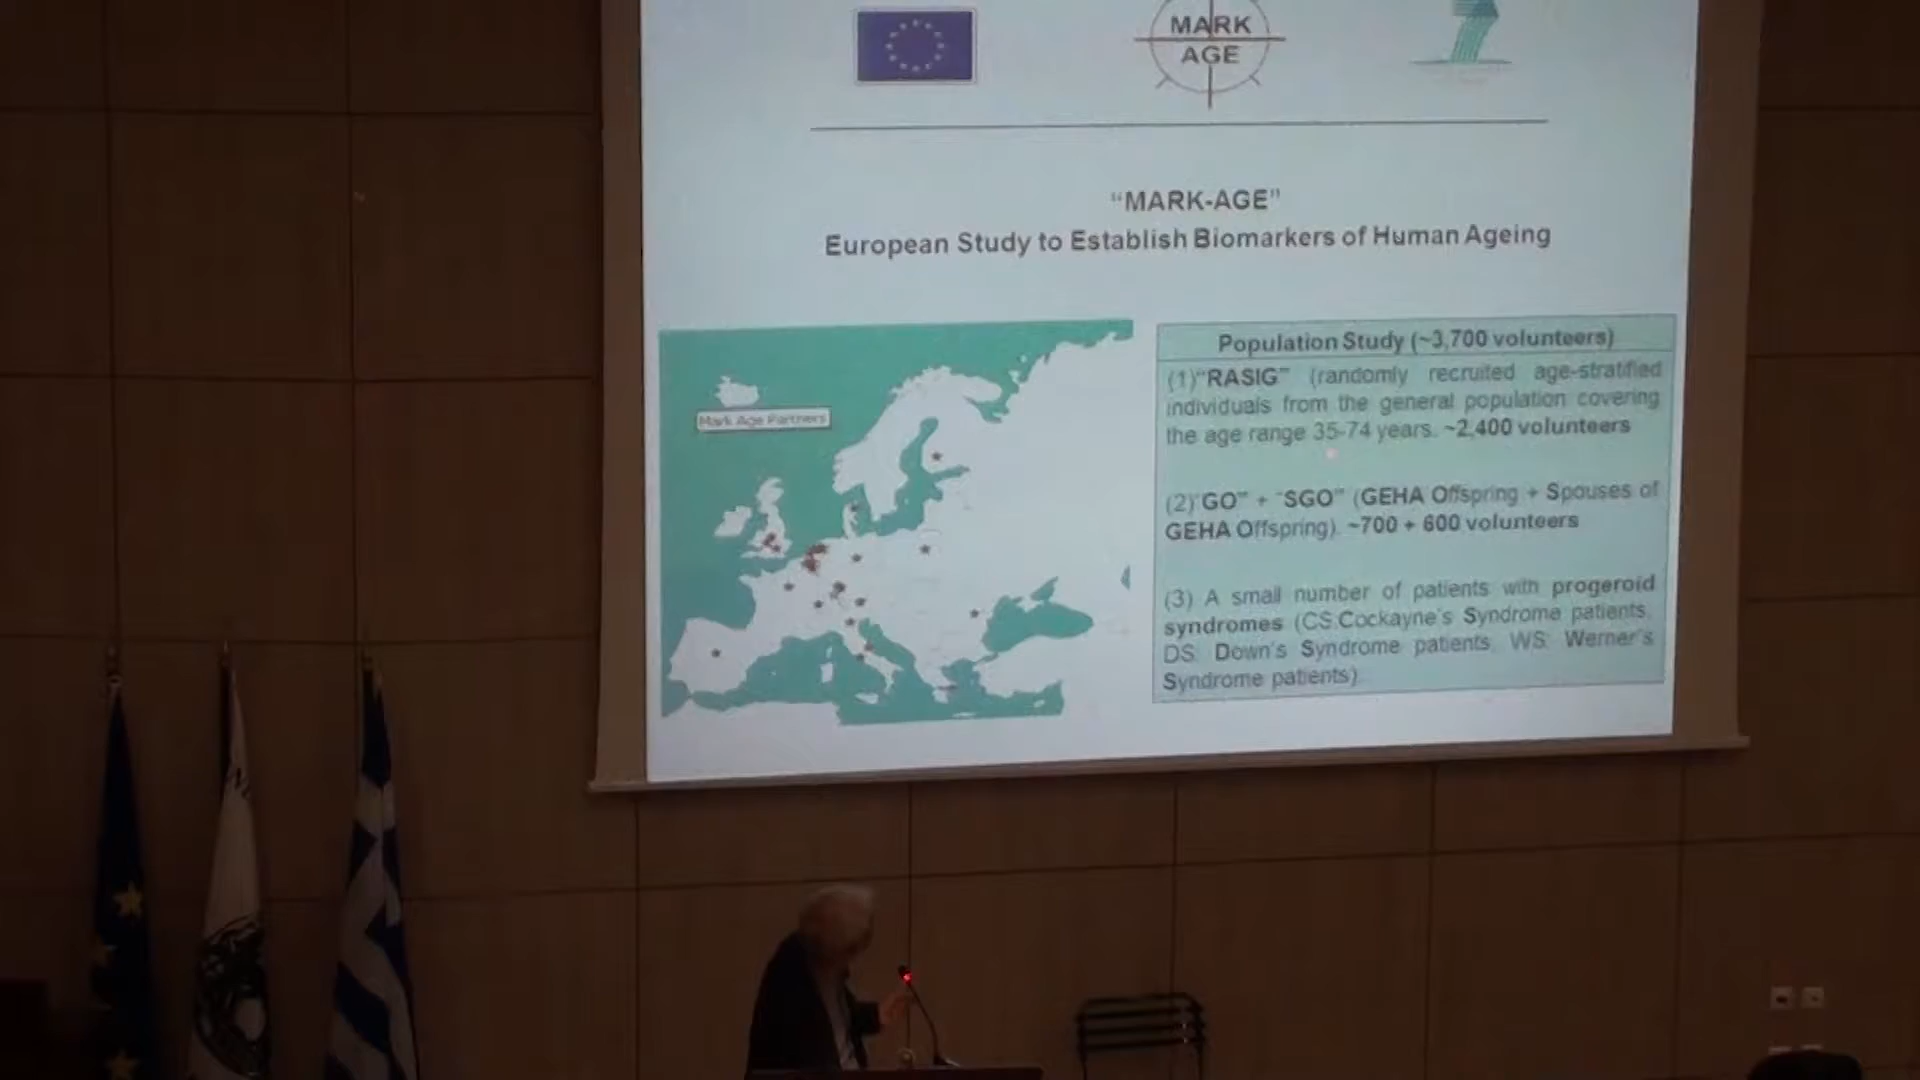 MARK
AGE
“MARK-AGE”
European Study to Establish Biomarkers of Human Ageing
Mark Age Partners
Population Study (~3,700 volunteers)
(1)“RASIG” (randomly recruited age-stratified
individuals from the general population covering
the age range 35-74 years. ~2,400 volunteers
(2)“GO” + “SGO” (GEHA Offspring + Spouses of
GEHA Offspring). ~700 + 600 volunteers
(3) A small number of patients with progeroid
syndromes (CS:Cockayne’s Syndrome patients,
DS: Down’s Syndrome patients, WS: Werner’s
Syndrome patients)